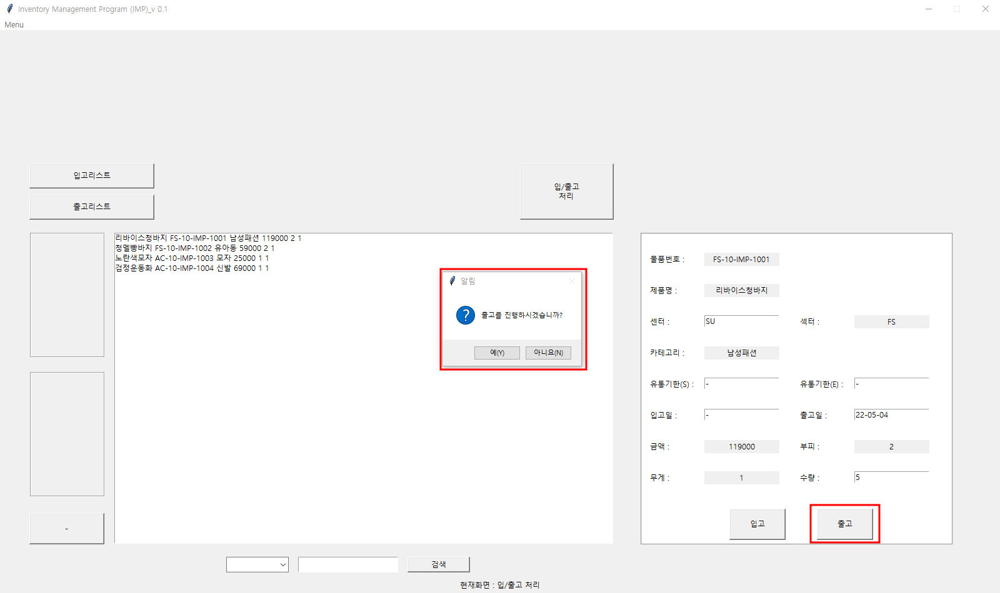 Inventory Management Program (IMP)_v 0.1
Menu
입고리스트
출고리스트
입/출고
처리
리바이스청바지 FS-10-IMP-1001 남성패션 119000 2 1
청멜빵바지 FS-10-IMP-1002 유아동 59000 2 1
노란색모자 AC-10-IMP-1003 모자 25000 1 1
검정운동화 AC-10-IMP-1004 신발 69000 1 1
알림
?
출고를 진행하시겠습니까?
예(Y) 아니요(N)
물품번호 : FS-10-IMP-1001
제품명 : 리바이스청바지
센터 : SU 섹터 : FS
카테고리 : 남성패션
유통기한(S) : - 유통기한(E) : -
입고일 : - 출고일 : 22-05-04
금액 : 119000 부피 : 2
무게 : 1 수량 : 5
입고 출고
-
검색
현재화면 : 입/출고 처리